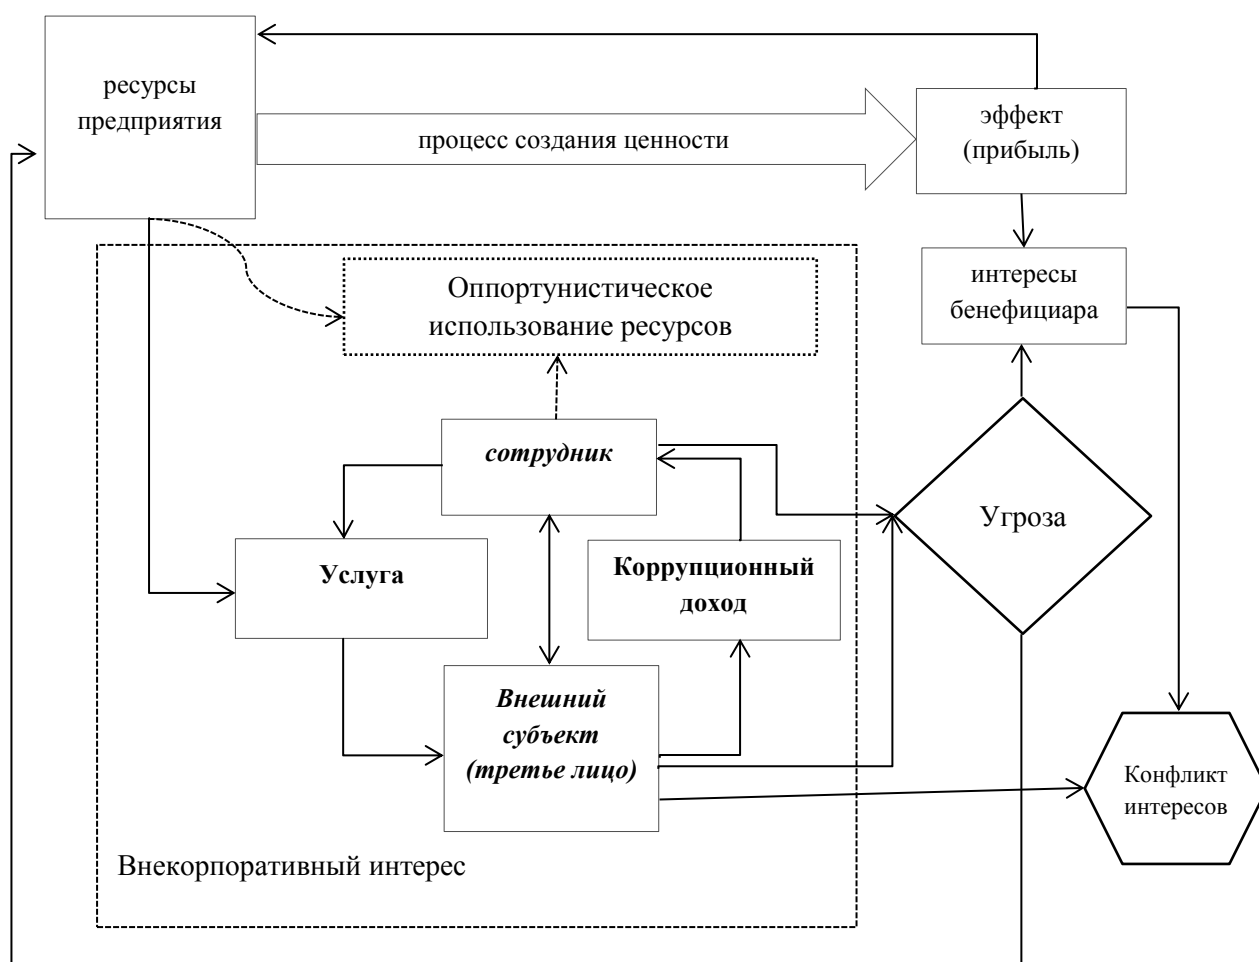 ресурсы
предприятия
процесс создания ценности
эффект
(прибыль)
интересы
бенефициара
Оппортунистическое
использование ресурсов
сотрудник
Угроза
Услуга
Коррупционный
доход
Внешний
субъект
(третье лицо)
Конфликт
интересов
Внекорпоративный интерес